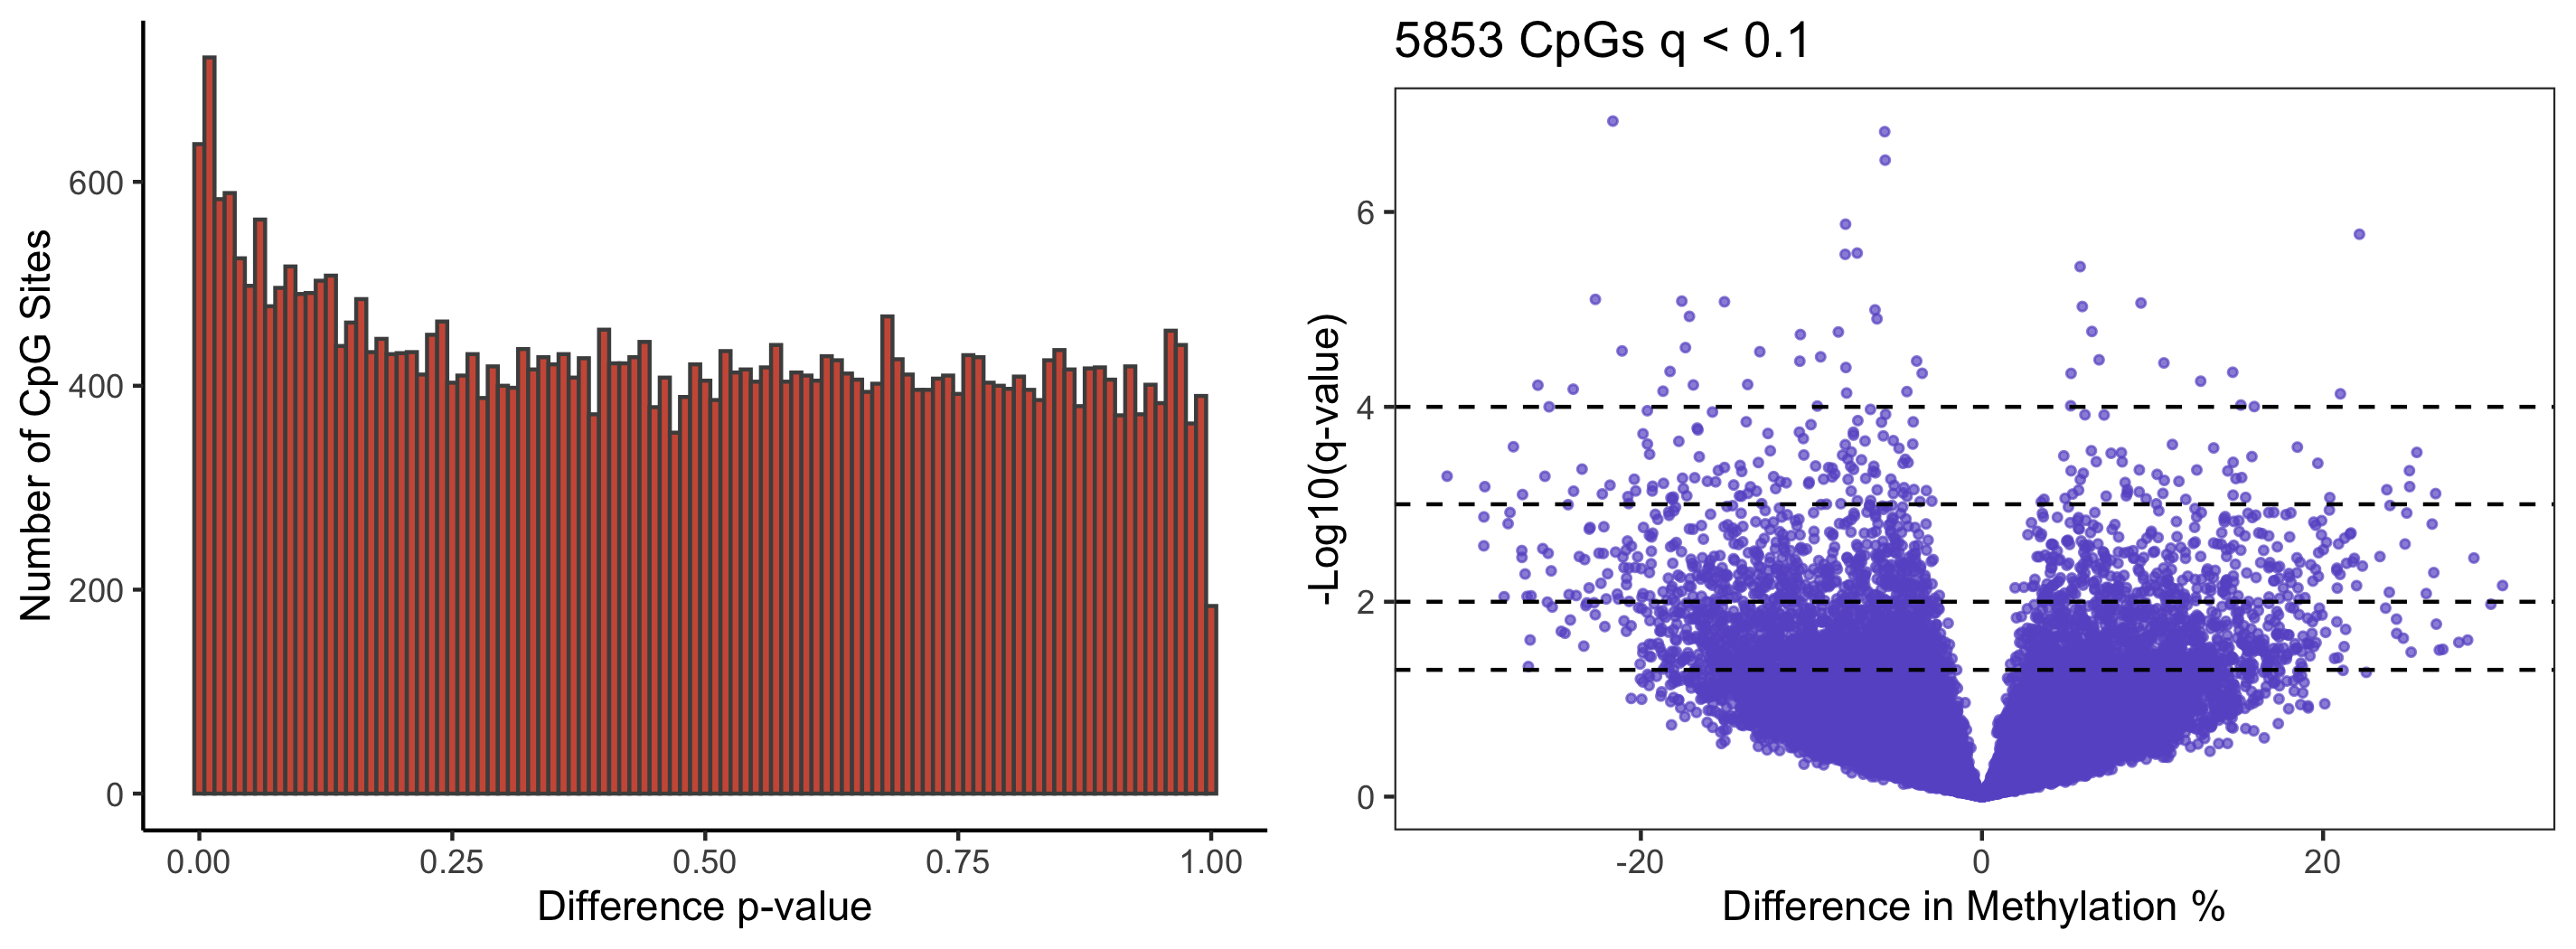 Number of CpG Sites
600
400
200
0
0.00 0.25 0.50 0.75 1.00
Difference p-value
5853 CpGs q < 0.1
-Log10(q-value)
6
4
2
0
-20 0 20
Difference in Methylation %